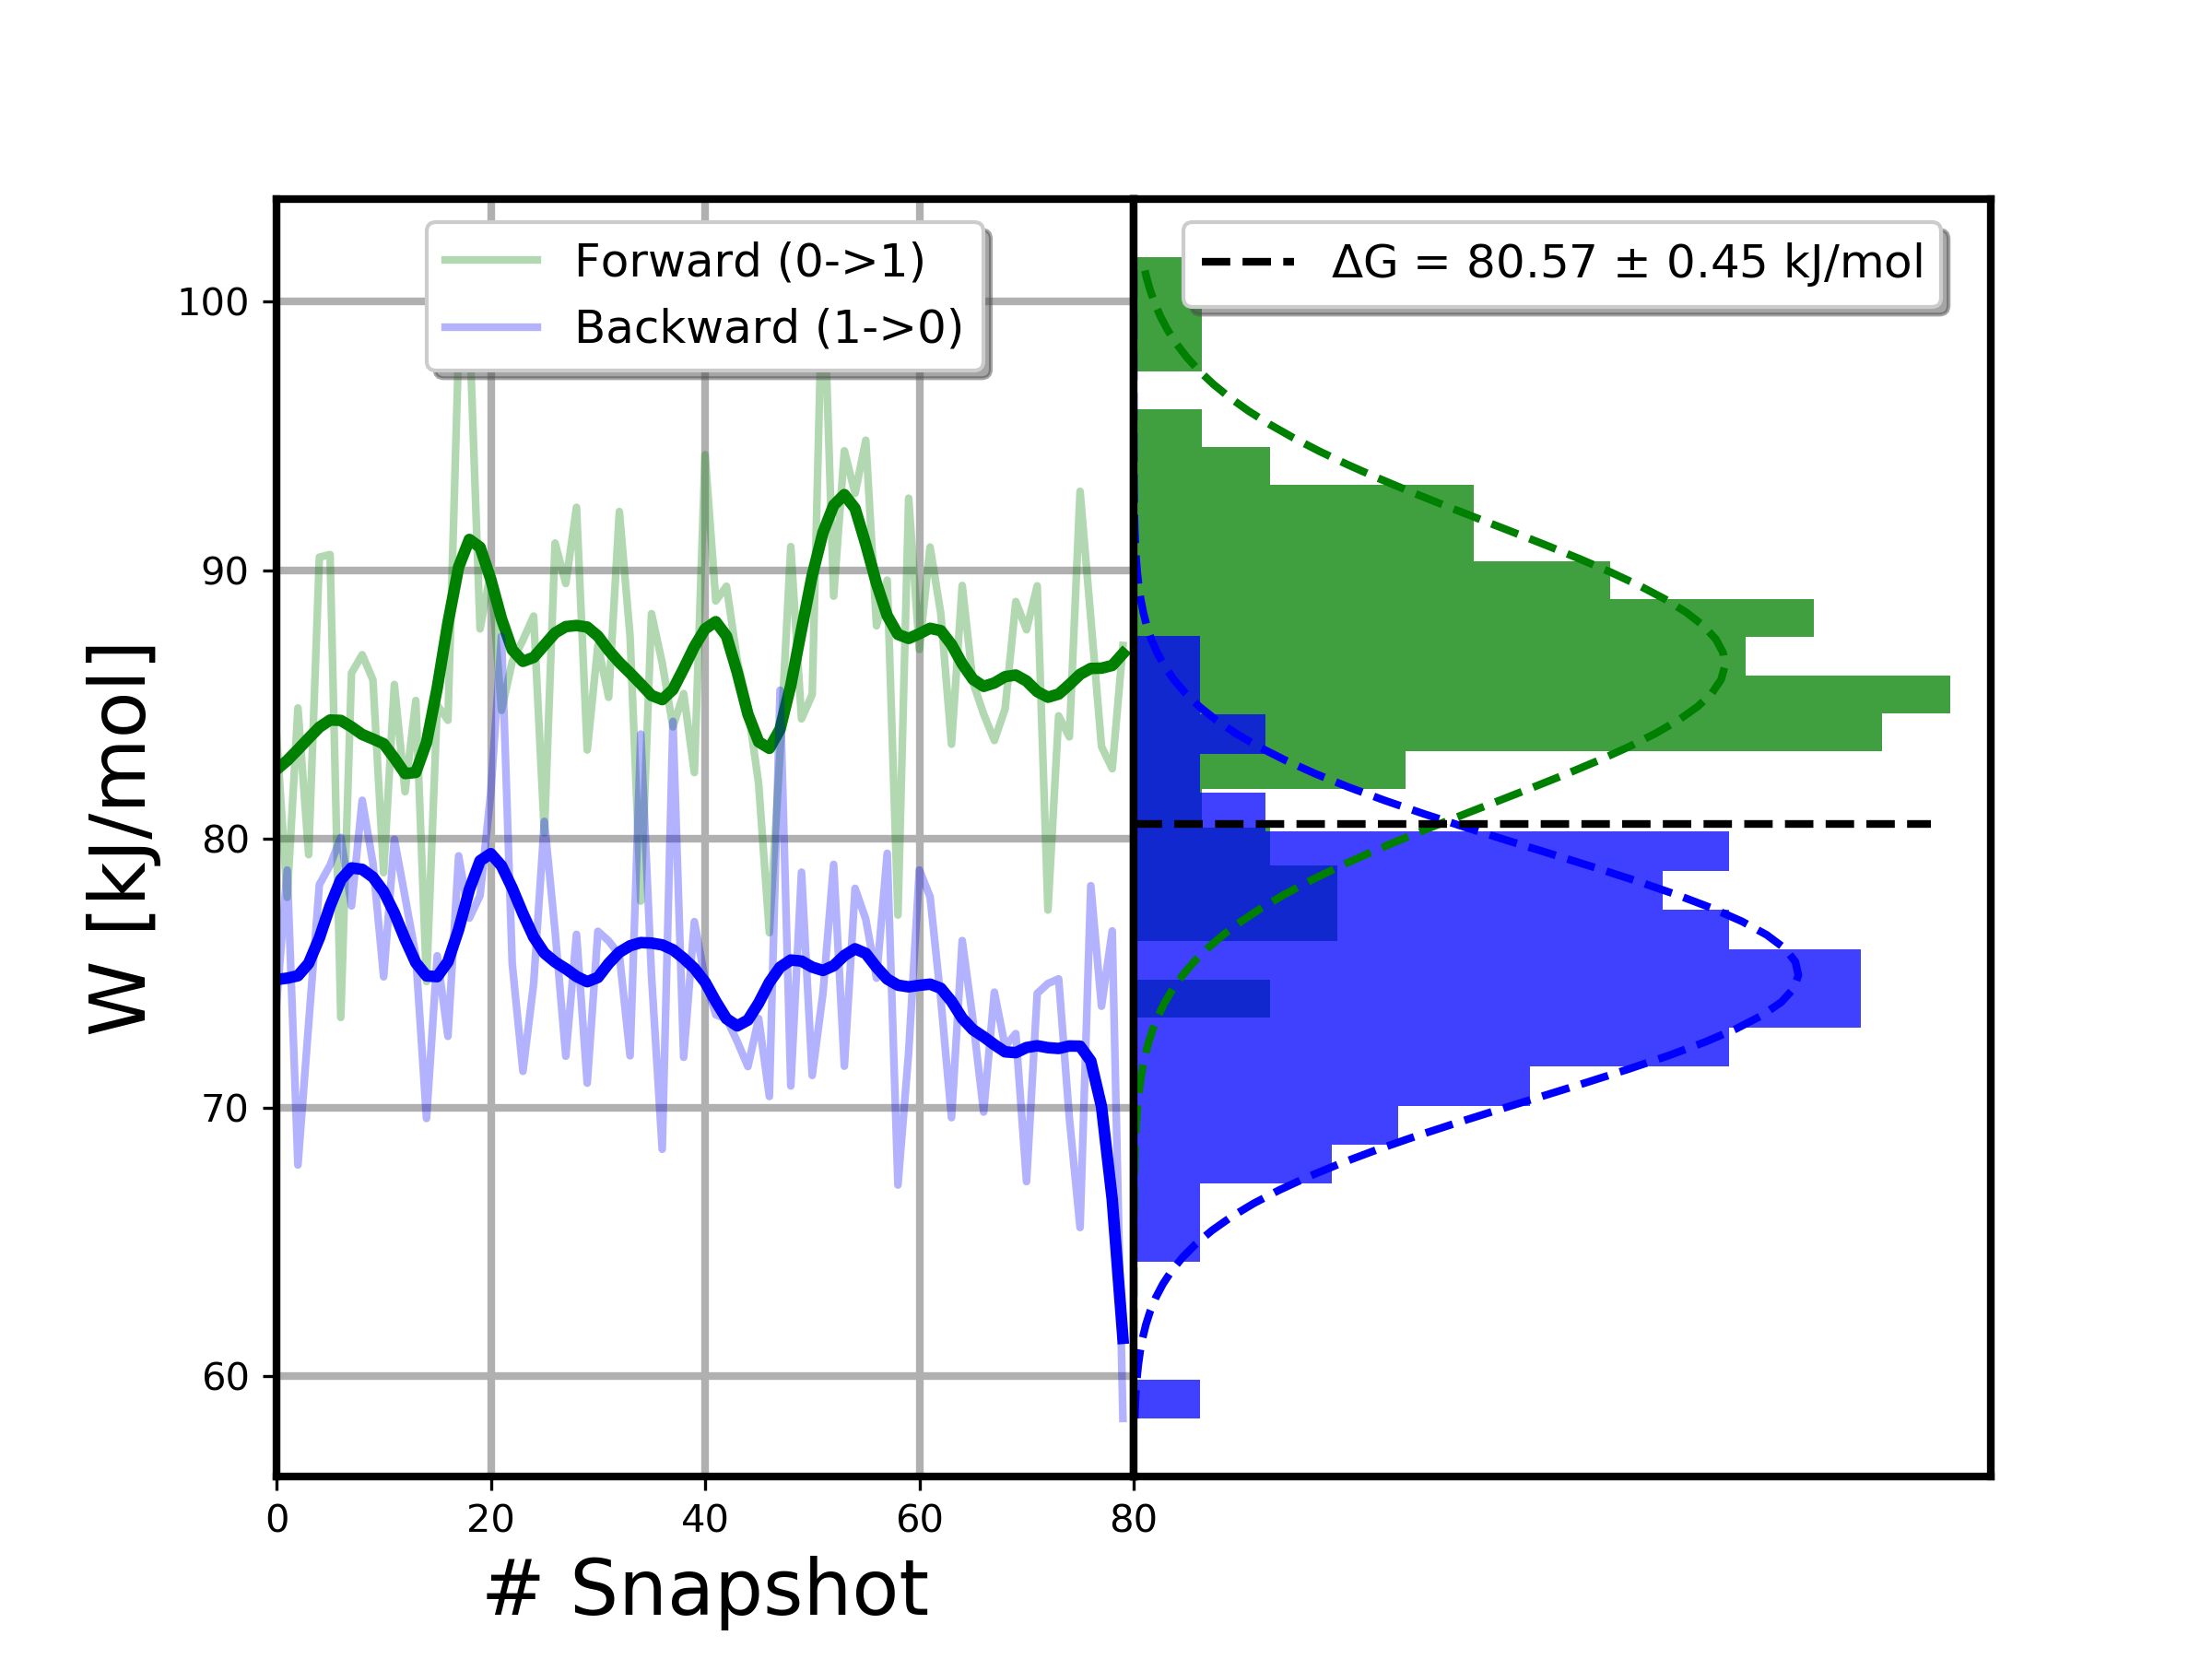 Forward (0->1)
Backward (1->0)
ΔG = 80.57 ± 0.45 kJ/mol
100
90
80
70
60
W [kJ/mol]
0 20 40 60 80
# Snapshot